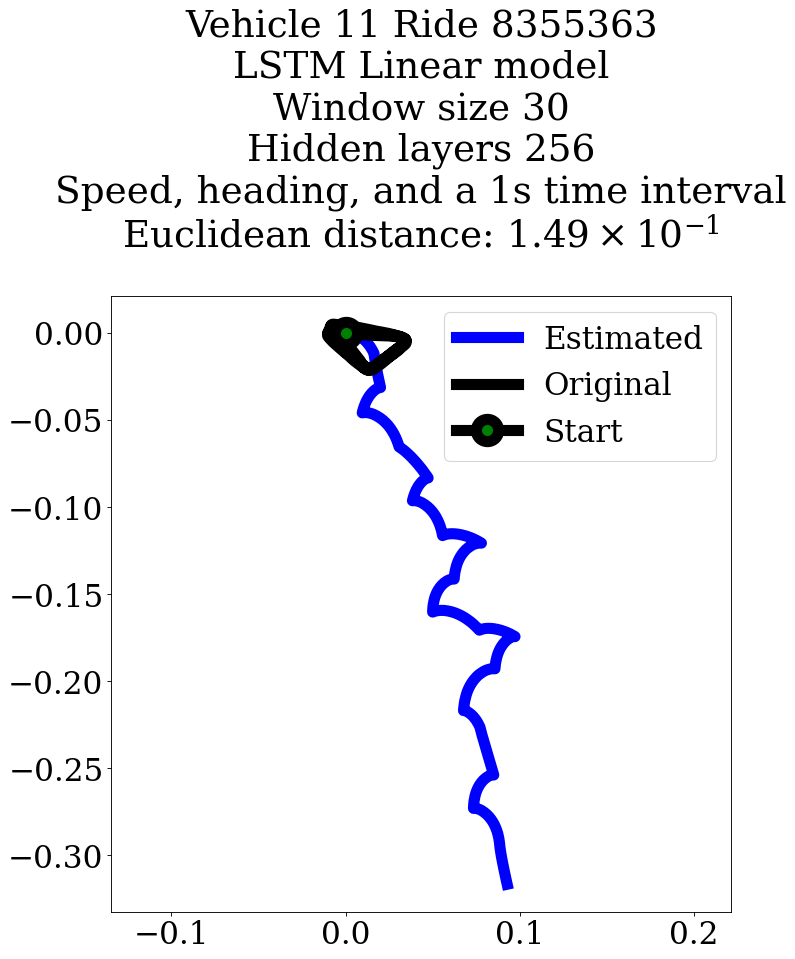 Vehicle 11 Ride 8355363
LSTM Linear model
Window size 30
Hidden layers 256
Speed, heading, and a 1s time interval
Euclidean distance: 1.49 × 10⁻¹
Estimated
Original
Start
0.00
−0.05
−0.10
−0.15
−0.20
−0.25
−0.30
−0.1 0.0 0.1 0.2